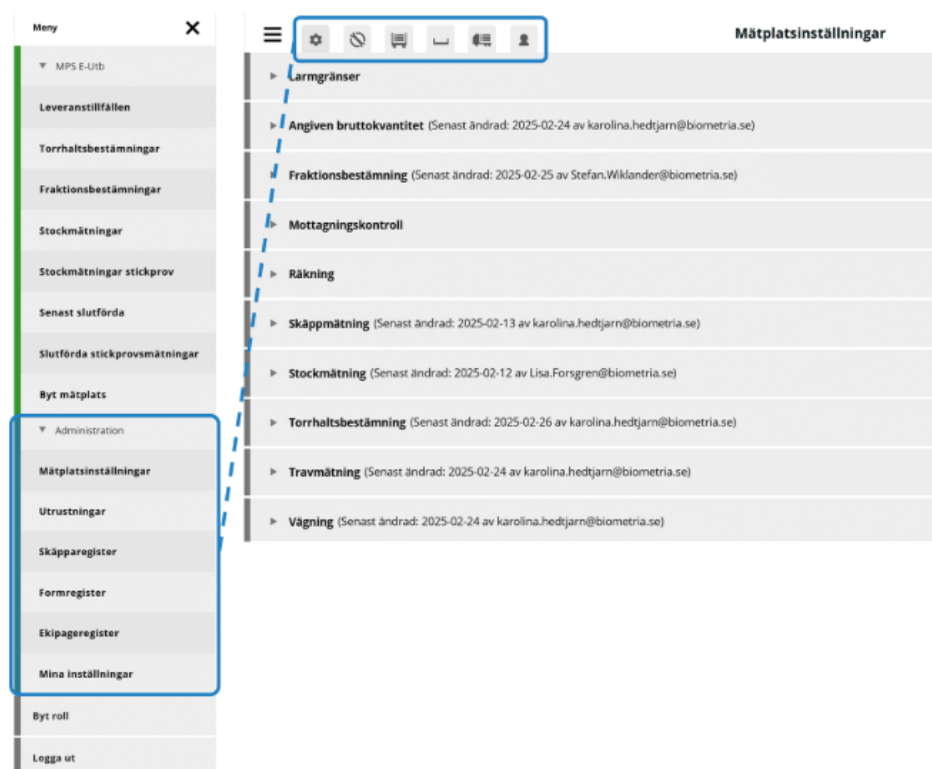 Meny
MPS E-Utb
Leveranstillfällen
Torrhaltsbestämningar
Fraktionsbestämningar
Stockmätningar
Stockmätningar stickprov
Senast slutförda
Slutförda stickprovsmätningar
Byt mätplats
Administration
Mätplatsinställningar
Utrustningar
Skäpparegister
Formregister
Ekipageregister
Mina inställningar
Byt roll
Logga ut
Mätplatsinställningar
Larmgränser
Angiven bruttokvantitet (Senast ändrad: 2025-02-24 av karolina.hedtjarn@biometria.se)
Fraktionsbestämning (Senast ändrad: 2025-02-25 av Stefan.Wiklander@biometria.se)
Mottagningskontroll
Räkning
Skäppmätning (Senast ändrad: 2025-02-13 av karolina.hedtjarn@biometria.se)
Stockmätning (Senast ändrad: 2025-02-12 av Lisa.Forsgren@biometria.se)
Torrhaltsbestämning (Senast ändrad: 2025-02-26 av karolina.hedtjarn@biometria.se)
Travmätning (Senast ändrad: 2025-02-24 av karolina.hedtjarn@biometria.se)
Vägning (Senast ändrad: 2025-02-24 av karolina.hedtjarn@biometria.se)